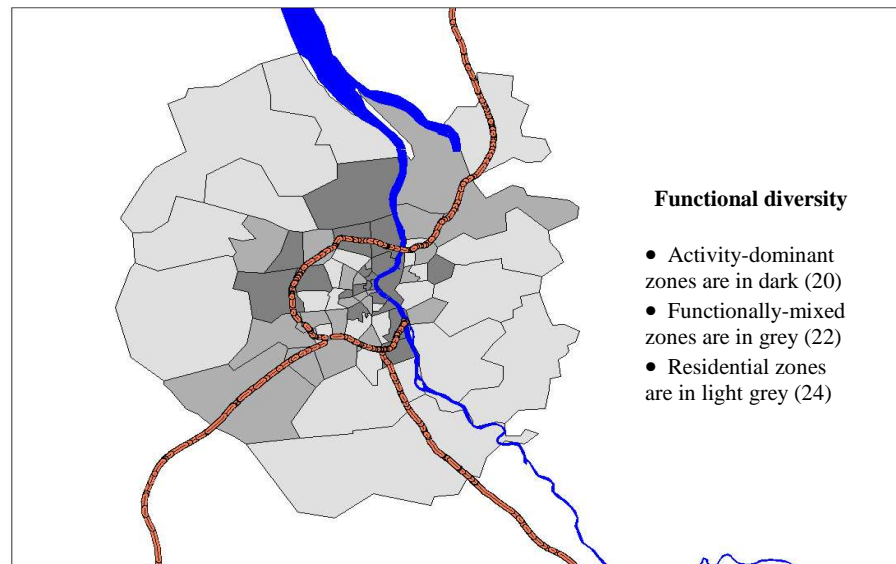 Functional diversity
● Activity-dominant
zones are in dark (20)
● Functionally-mixed
zones are in grey (22)
● Residential zones
are in light grey (24)